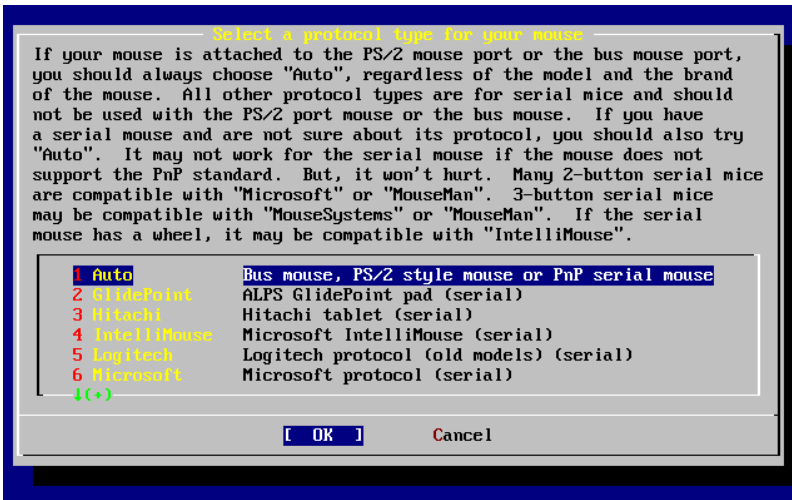 Select a protocol type for your mouse
If your mouse is attached to the PS/2 mouse port or the bus mouse port,
you should always choose "Auto", regardless of the model and the brand
of the mouse.  All other protocol types are for serial mice and should
not be used with the PS/2 port mouse or the bus mouse.  If you have
a serial mouse and are not sure about its protocol, you should also try
"Auto".  It may not work for the serial mouse if the mouse does not
support the PnP standard.  But, it won't hurt.  Many 2-button serial mice
are compatible with "Microsoft" or "MouseMan".  3-button serial mice
may be compatible with "MouseSystems" or "MouseMan".  If the serial
mouse has a wheel, it may be compatible with "IntelliMouse".
1 Auto Bus mouse, PS/2 style mouse or PnP serial mouse
2 GlidePoint ALPS GlidePoint pad (serial)
3 Hitachi Hitachi tablet (serial)
4 IntelliMouse Microsoft IntelliMouse (serial)
5 Logitech Logitech protocol (old models) (serial)
6 Microsoft Microsoft protocol (serial)
↓(+)
[  OK  ] Cancel